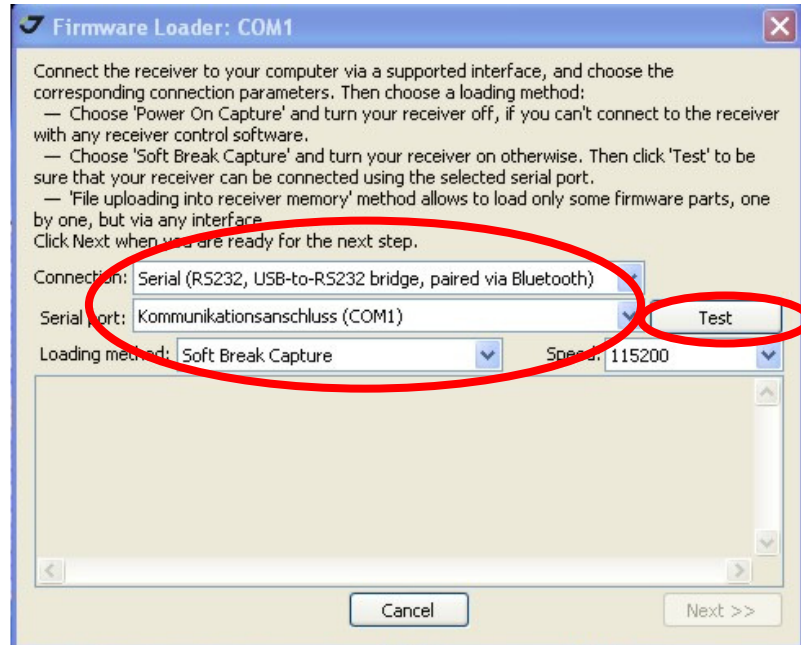 Firmware Loader: COM1
Connect the receiver to your computer via a supported interface, and choose the
corresponding connection parameters. Then choose a loading method:
— Choose 'Power On Capture' and turn your receiver off, if you can't connect to the receiver
with any receiver control software.
— Choose 'Soft Break Capture' and turn your receiver on otherwise. Then click 'Test' to be
sure that your receiver can be connected using the selected serial port.
— 'File uploading into receiver memory' method allows to load only some firmware parts, one
by one, but via any interface.
Click Next when you are ready for the next step.
Connection: Serial (RS232, USB-to-RS232 bridge, paired via Bluetooth)
Serial port: Kommunikationsanschluss (COM1) Test
Loading method: Soft Break Capture Speed: 115200
Cancel Next >>